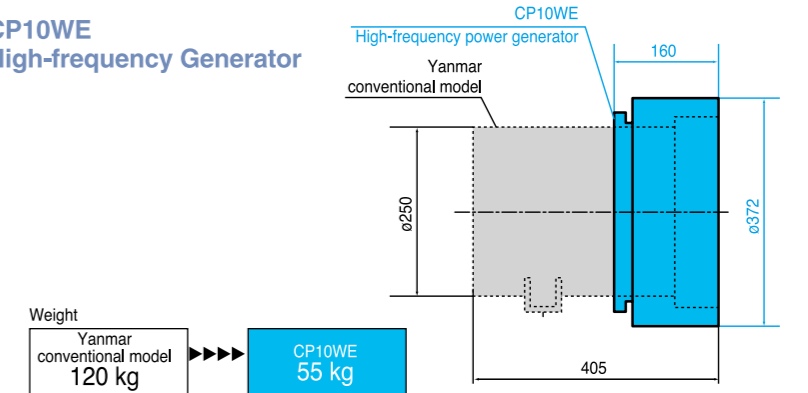 CP10WE
High-frequency Generator
CP10WE
High-frequency power generator
Yanmar
conventional model
160
ø250
ø372
405
Weight
Yanmar
conventional model
120 kg
CP10WE
55 kg